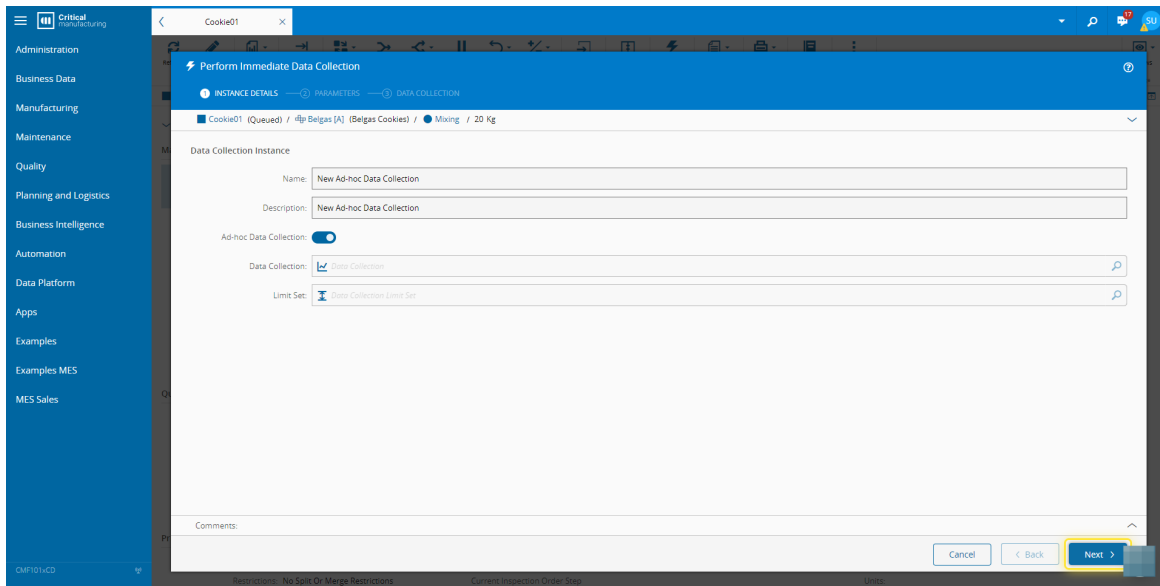 Critical
manufacturing
Cookie01
17
SU
Administration
Business Data
Manufacturing
Maintenance
Quality
Planning and Logistics
Business Intelligence
Automation
Data Platform
Apps
Examples
Examples MES
MES Sales
CMF101xCD
Perform Immediate Data Collection
1 INSTANCE DETAILS 2 PARAMETERS 3 DATA COLLECTION
Cookie01 (Queued) / Belgas [A] (Belgas Cookies) / Mixing / 20 Kg
Data Collection Instance
Name: New Ad-hoc Data Collection
Description: New Ad-hoc Data Collection
Ad-hoc Data Collection:
Data Collection: Data Collection
Limit Set: Data Collection Limit Set
Comments:
Cancel < Back Next >
Restrictions: No Split Or Merge Restrictions Current Inspection Order Step Units: